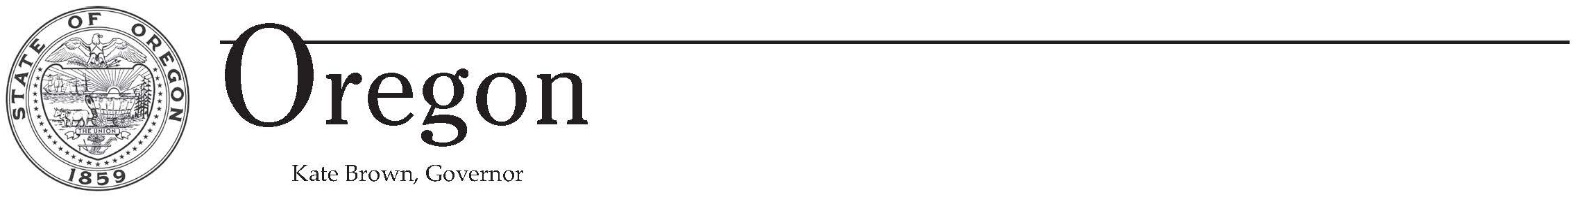 STATE OF OREGON
THE UNION
1859
Oregon
Kate Brown, Governor